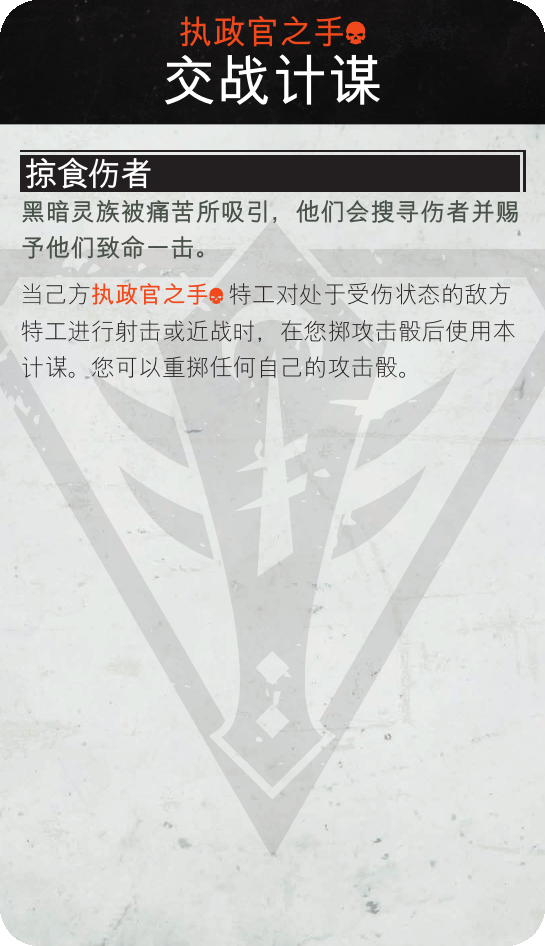 执政官之手
交战计谋
掠食伤者
黑暗灵族被痛苦所吸引，他们会搜寻伤者并赐
予他们致命一击。
当己方执政官之手特工对处于受伤状态的敌方
特工进行射击或近战时，在您掷攻击骰后使用本
计谋。您可以重掷任何自己的攻击骰。